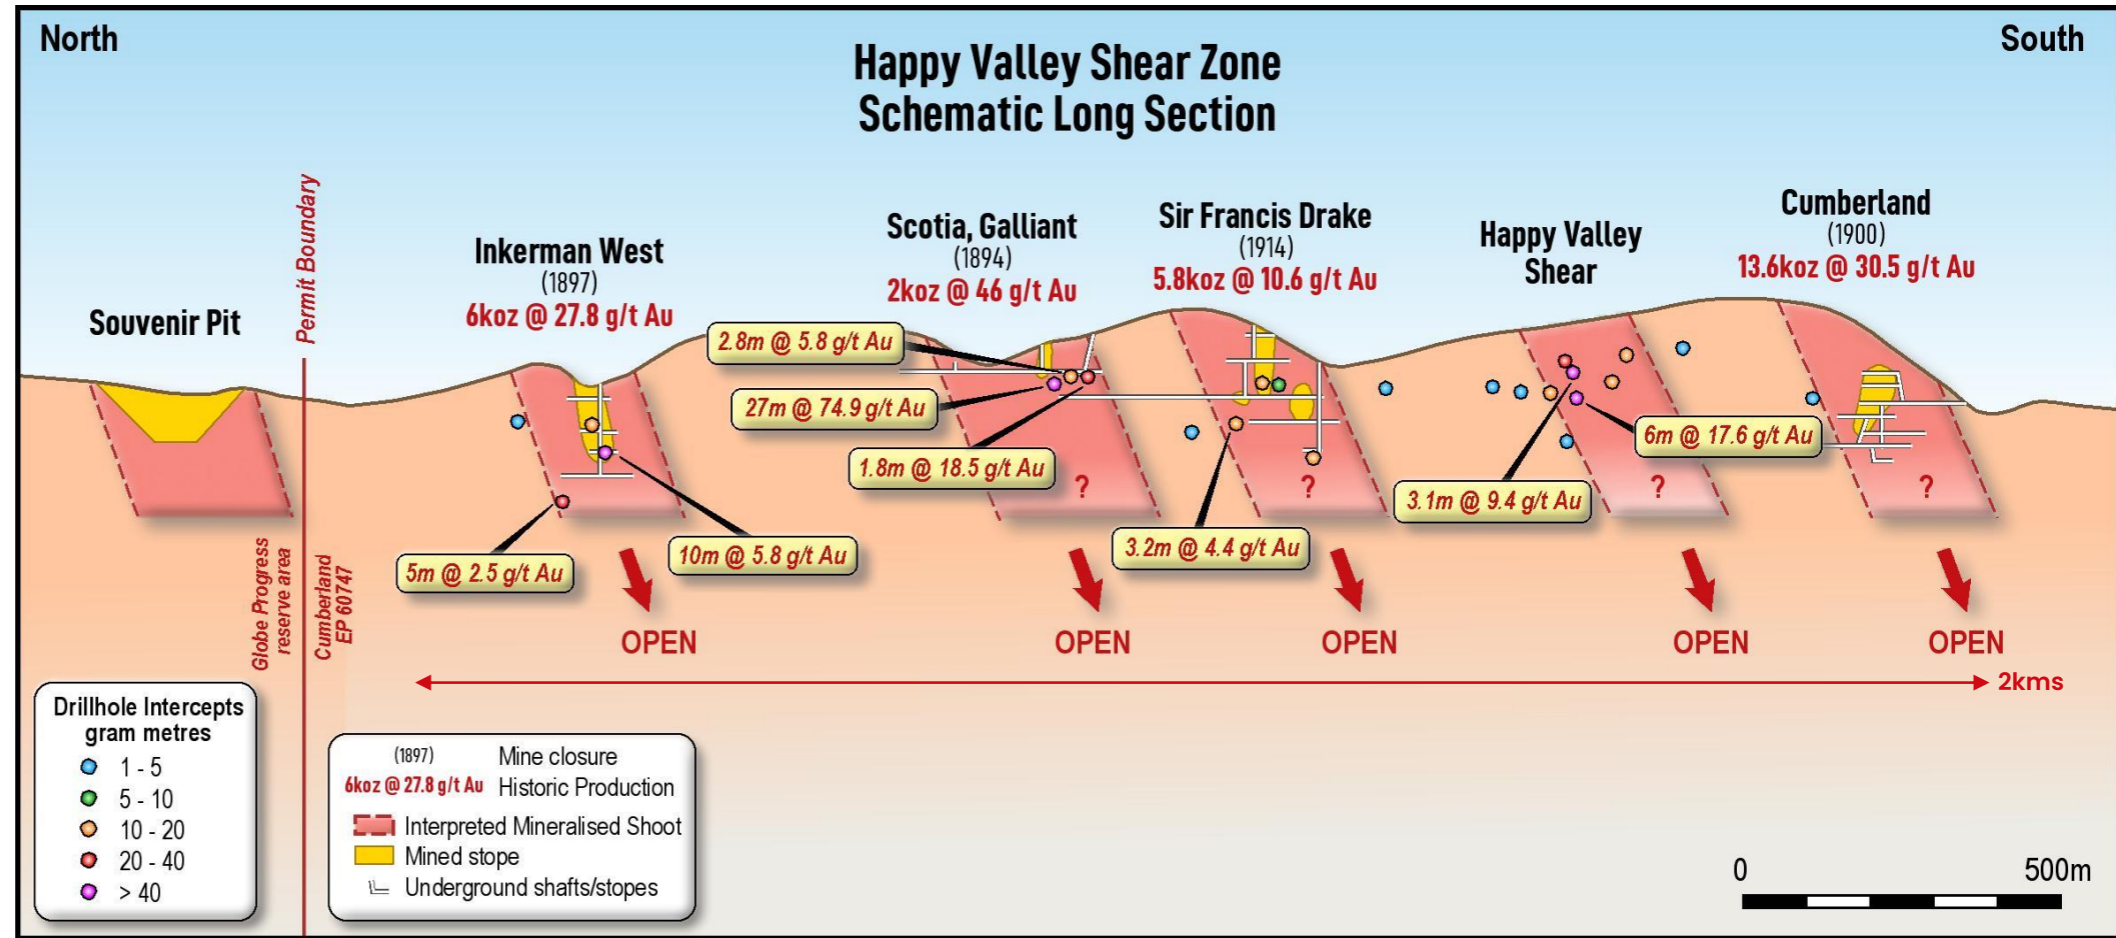 North
South
Happy Valley Shear Zone
Schematic Long Section
Permit Boundary
Souvenir Pit
Inkerman West
(1897)
6koz @ 27.8 g/t Au
Scotia, Galliant
(1894)
2koz @ 46 g/t Au
Sir Francis Drake
(1914)
5.8koz @ 10.6 g/t Au
Happy Valley
Shear
Cumberland
(1900)
13.6koz @ 30.5 g/t Au
2.8m @ 5.8 g/t Au
27m @ 74.9 g/t Au
1.8m @ 18.5 g/t Au
6m @ 17.6 g/t Au
3.1m @ 9.4 g/t Au
3.2m @ 4.4 g/t Au
10m @ 5.8 g/t Au
5m @ 2.5 g/t Au
?
?
?
?
Globe Progress
reserve area
Cumberland
EP 60747
OPEN
OPEN
OPEN
OPEN
OPEN
2kms
Drillhole Intercepts
gram metres
1 - 5
5 - 10
10 - 20
20 - 40
> 40
(1897) Mine closure
6koz @ 27.8 g/t Au Historic Production
Interpreted Mineralised Shoot
Mined stope
Underground shafts/stopes
0 500m